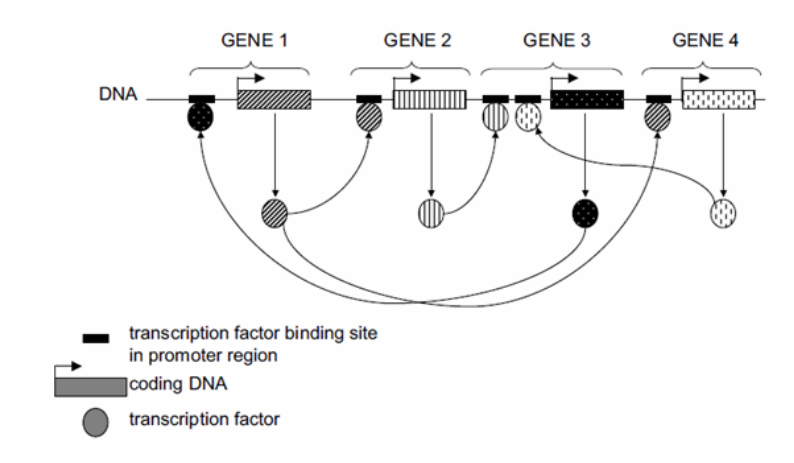 GENE 1 GENE 2 GENE 3 GENE 4
DNA
transcription factor binding site
in promoter region
coding DNA
transcription factor